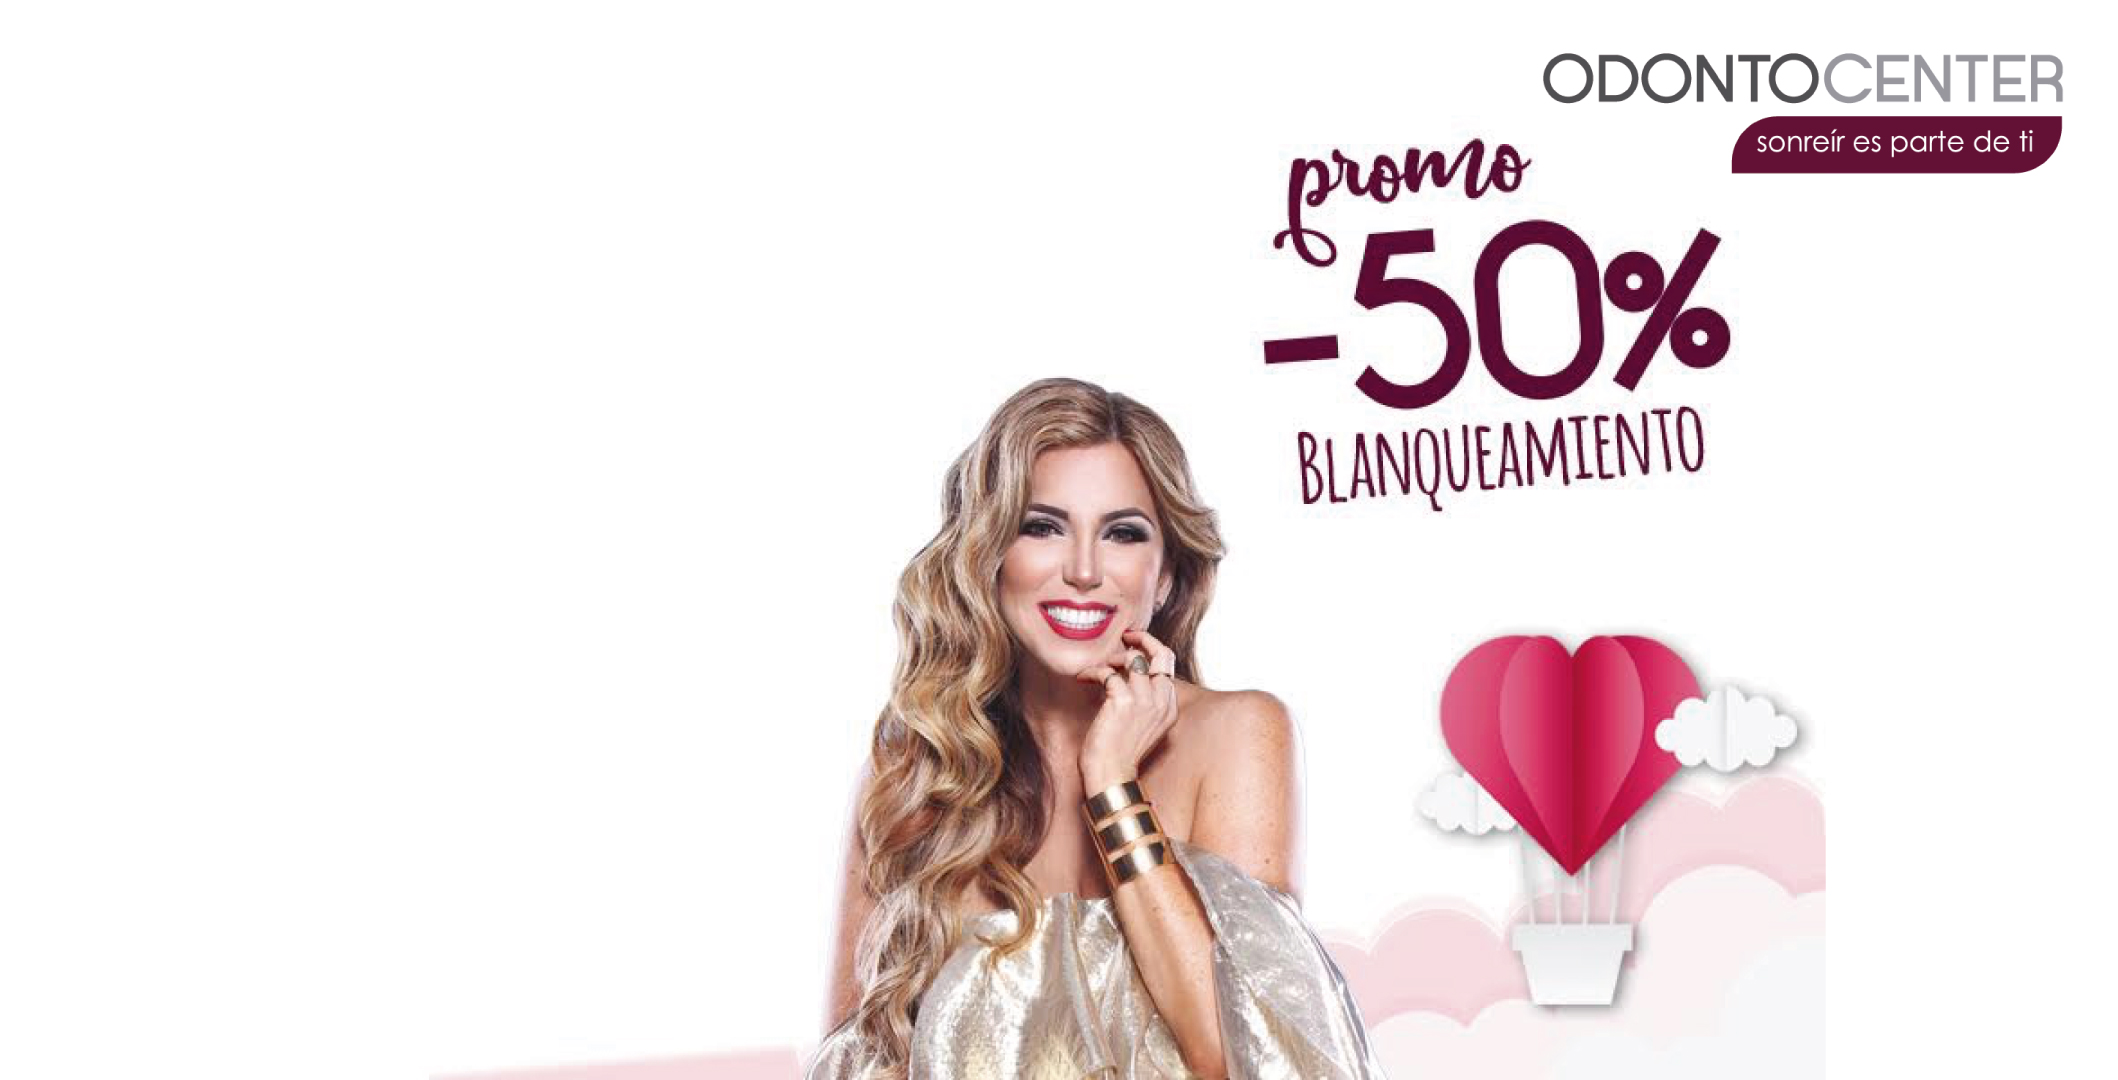 ODONTOCENTER
sonreír es parte de ti
promo
-50%
BLANQUEAMIENTO